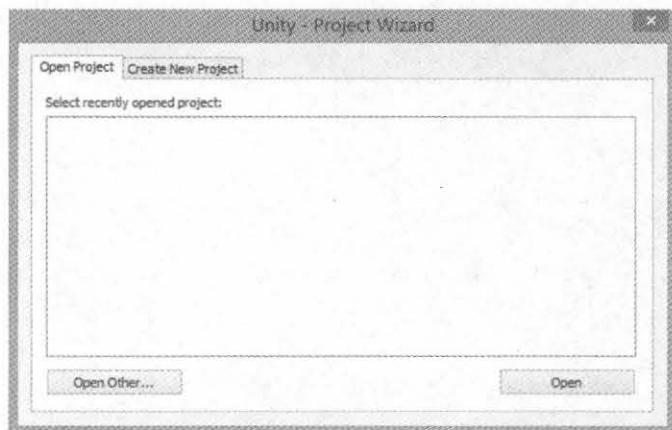 Unity - Project Wizard
Open Project
Create New Project
Select recently opened project:
Open Other...
Open